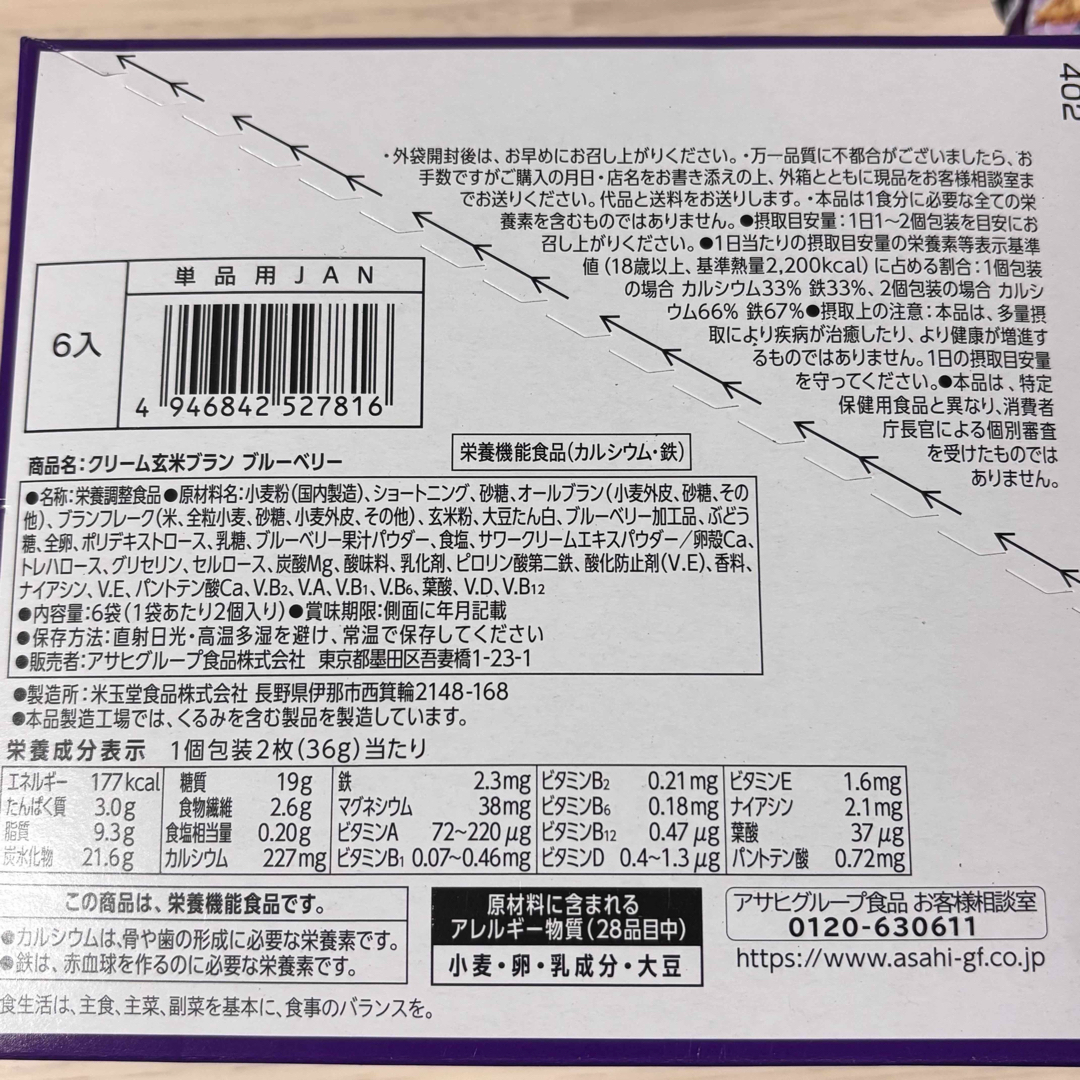 402
・外袋開封後は、お早めにお召し上がりください。・万一品質に不都合がございましたら、お
手数ですがご購入の月日・店名をお書き添えの上、外箱とともに現品をお客様相談室ま
でお送りください。代品と送料をお送りします。・本品は1食分に必要な全ての栄
養素を含むものではありません。●摂取目安量：1日1～2個包装を目安にお
召し上がりください。●1日当たりの摂取目安量の栄養素等表示基準
値（18歳以上、基準熱量2,200kcal）に占める割合：1個包装
の場合 カルシウム33% 鉄33%、2個包装の場合 カルシ
ウム66% 鉄67%●摂取上の注意：本品は、多量摂
取により疾病が治癒したり、より健康が増進す
るものではありません。1日の摂取目安量
を守ってください。●本品は、特定
保健用食品と異なり、消費者
庁長官による個別審査
を受けたものでは
ありません。
単品用JAN
6入
4 946842 527816
商品名：クリーム玄米ブラン ブルーベリー
栄養機能食品（カルシウム・鉄）
●名称：栄養調整食品●原材料名：小麦粉（国内製造）、ショートニング、砂糖、オールブラン（小麦外皮、砂糖、その
他）、ブランフレーク（米、全粒小麦、砂糖、小麦外皮、その他）、玄米粉、大豆たん白、ブルーベリー加工品、ぶどう
糖、全卵、ポリデキストロース、乳糖、ブルーベリー果汁パウダー、食塩、サワークリームエキスパウダー／卵殻Ca、
トレハロース、グリセリン、セルロース、炭酸Mg、酸味料、乳化剤、ピロリン酸第二鉄、酸化防止剤（V.E）、香料、
ナイアシン、V.E、パントテン酸Ca、V.B2、V.A、V.B1、V.B6、葉酸、V.D、V.B12
●内容量：6袋（1袋あたり2個入り）●賞味期限：側面に年月記載
●保存方法：直射日光・高温多湿を避け、常温で保存してください
●販売者：アサヒグループ食品株式会社 東京都墨田区吾妻橋1-23-1
●製造所：米玉堂食品株式会社 長野県伊那市西箕輪2148-168
●本品製造工場では、くるみを含む製品を製造しています。
栄養成分表示 1個包装2枚（36g）当たり
エネルギー 177kcal 糖質 19g 鉄 2.3mg ビタミンB2 0.21mg ビタミンE 1.6mg
たんぱく質 3.0g 食物繊維 2.6g マグネシウム 38mg ビタミンB6 0.18mg ナイアシン 2.1mg
脂質 9.3g 食塩相当量 0.20g ビタミンA 72～220μg ビタミンB12 0.47μg 葉酸 37μg
炭水化物 21.6g カルシウム 227mg ビタミンB1 0.07～0.46mg ビタミンD 0.4～1.3μg パントテン酸 0.72mg
この商品は、栄養機能食品です。
●カルシウムは、骨や歯の形成に必要な栄養素です。
●鉄は、赤血球を作るのに必要な栄養素です。
食生活は、主食、主菜、副菜を基本に、食事のバランスを。
原材料に含まれる
アレルギー物質（28品目中）
小麦・卵・乳成分・大豆
アサヒグループ食品 お客様相談室
0120-630611
https://www.asahi-gf.co.jp